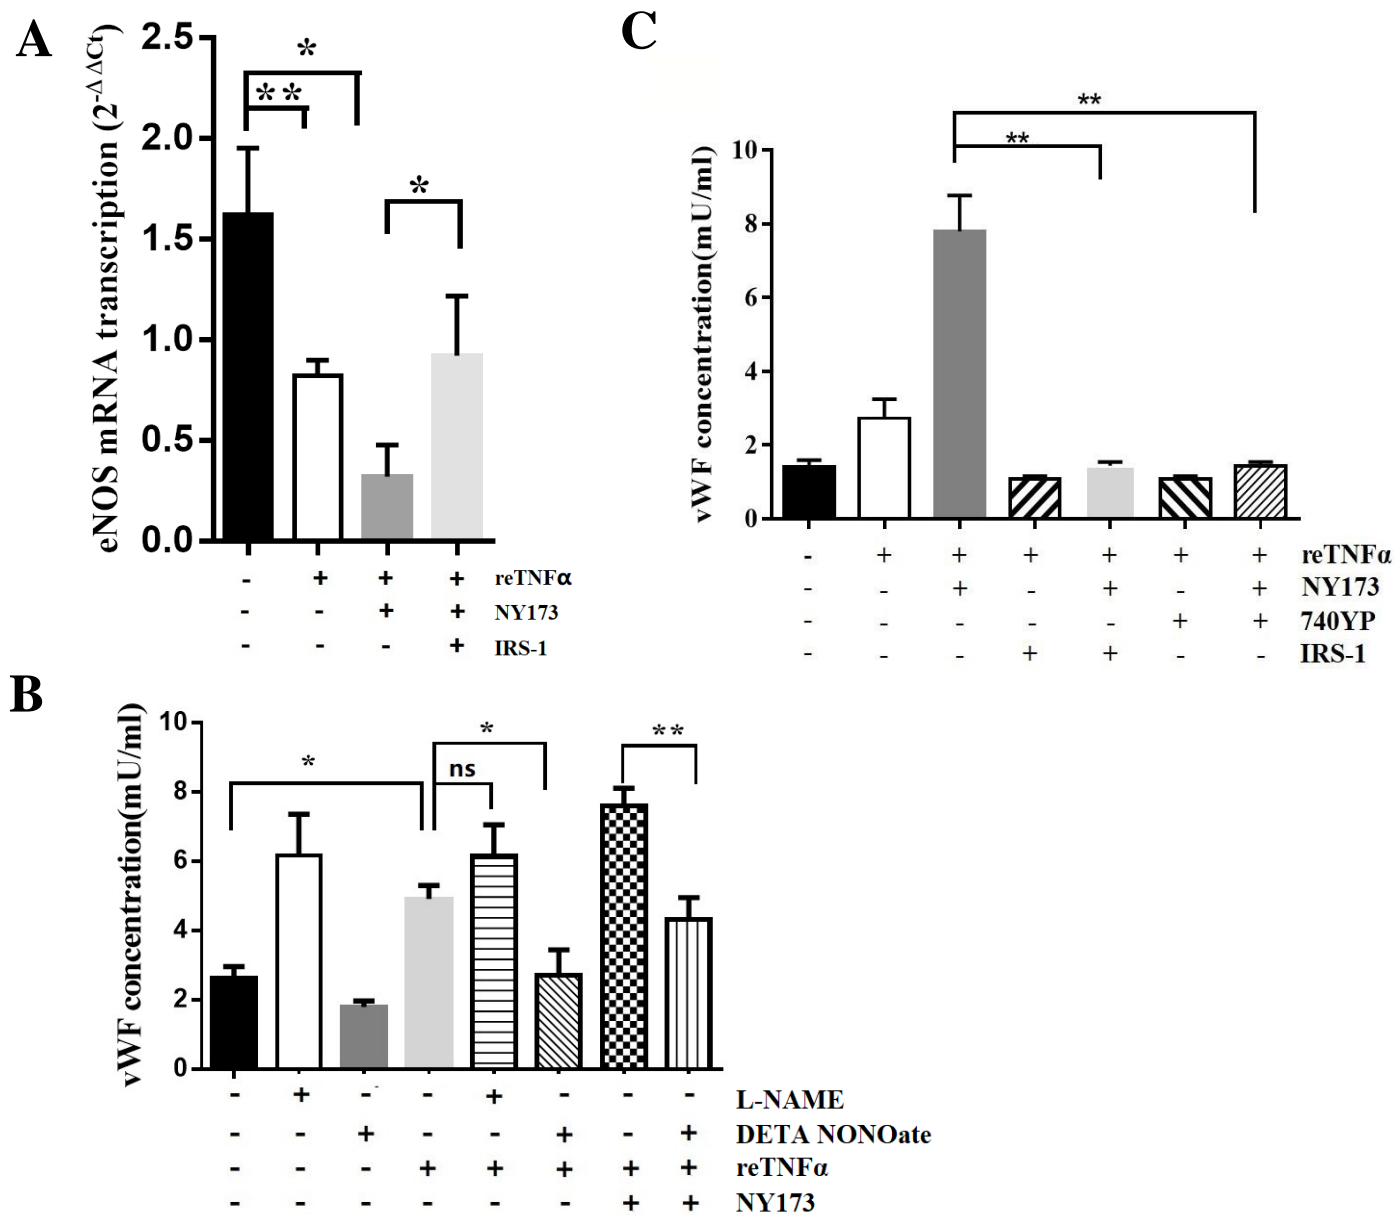 A
eNOS mRNA transcription (2-ΔΔCt)
2.5
2.0
1.5
1.0
0.5
0.0
*
**
*
- + + + reTNFα
- - + + NY173
- - - + IRS-1
C
vWF concentration(mU/ml)
10
8
6
4
2
0
**
**
- + + + + + + reTNFα
- - + - + - + NY173
- - - - - + + 740YP
- - - + + - - IRS-1
B
vWF concentration(mU/ml)
10
8
6
4
2
0
*
*
ns
**
- + - - + - - - L-NAME
- - + - - + - + DETA NONOate
- - - + + + + + reTNFα
- - - - - - + + NY173